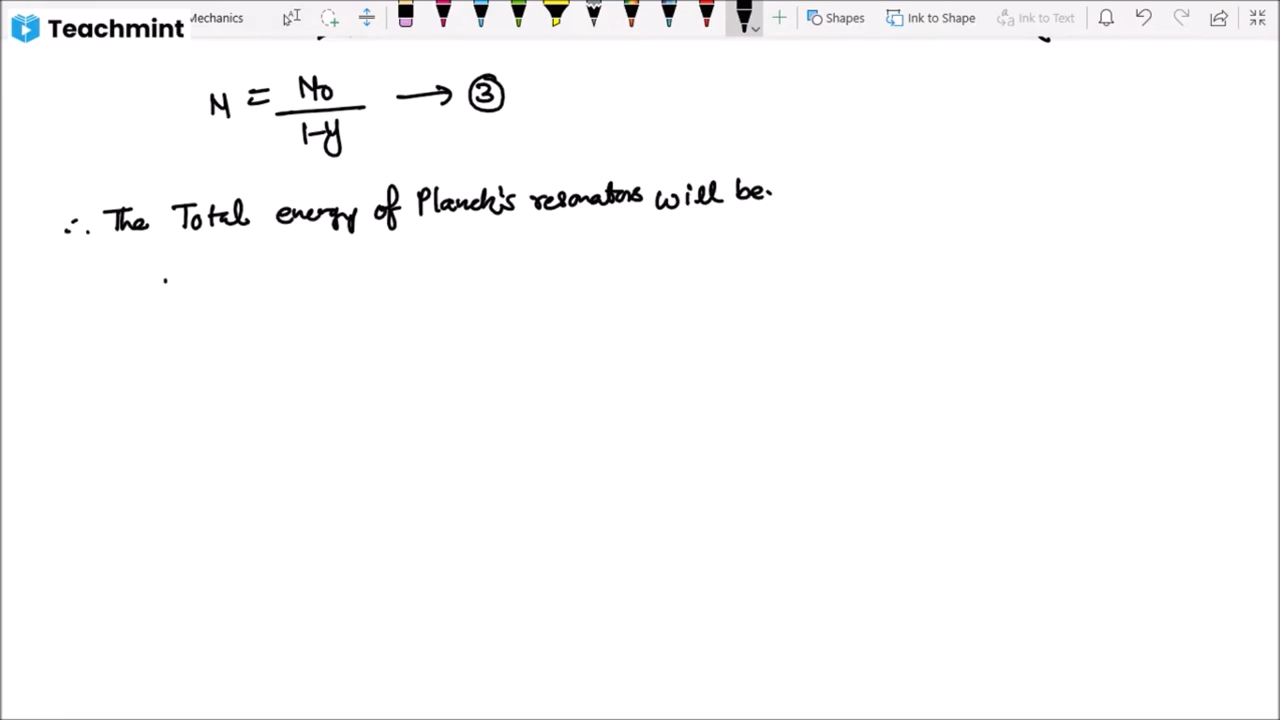 Teachmint
Mechanics
Shapes
Ink to Shape
Ink to Text
N = N₀ / 1-y → ③
∴ The Total energy of Planck's resonators will be.